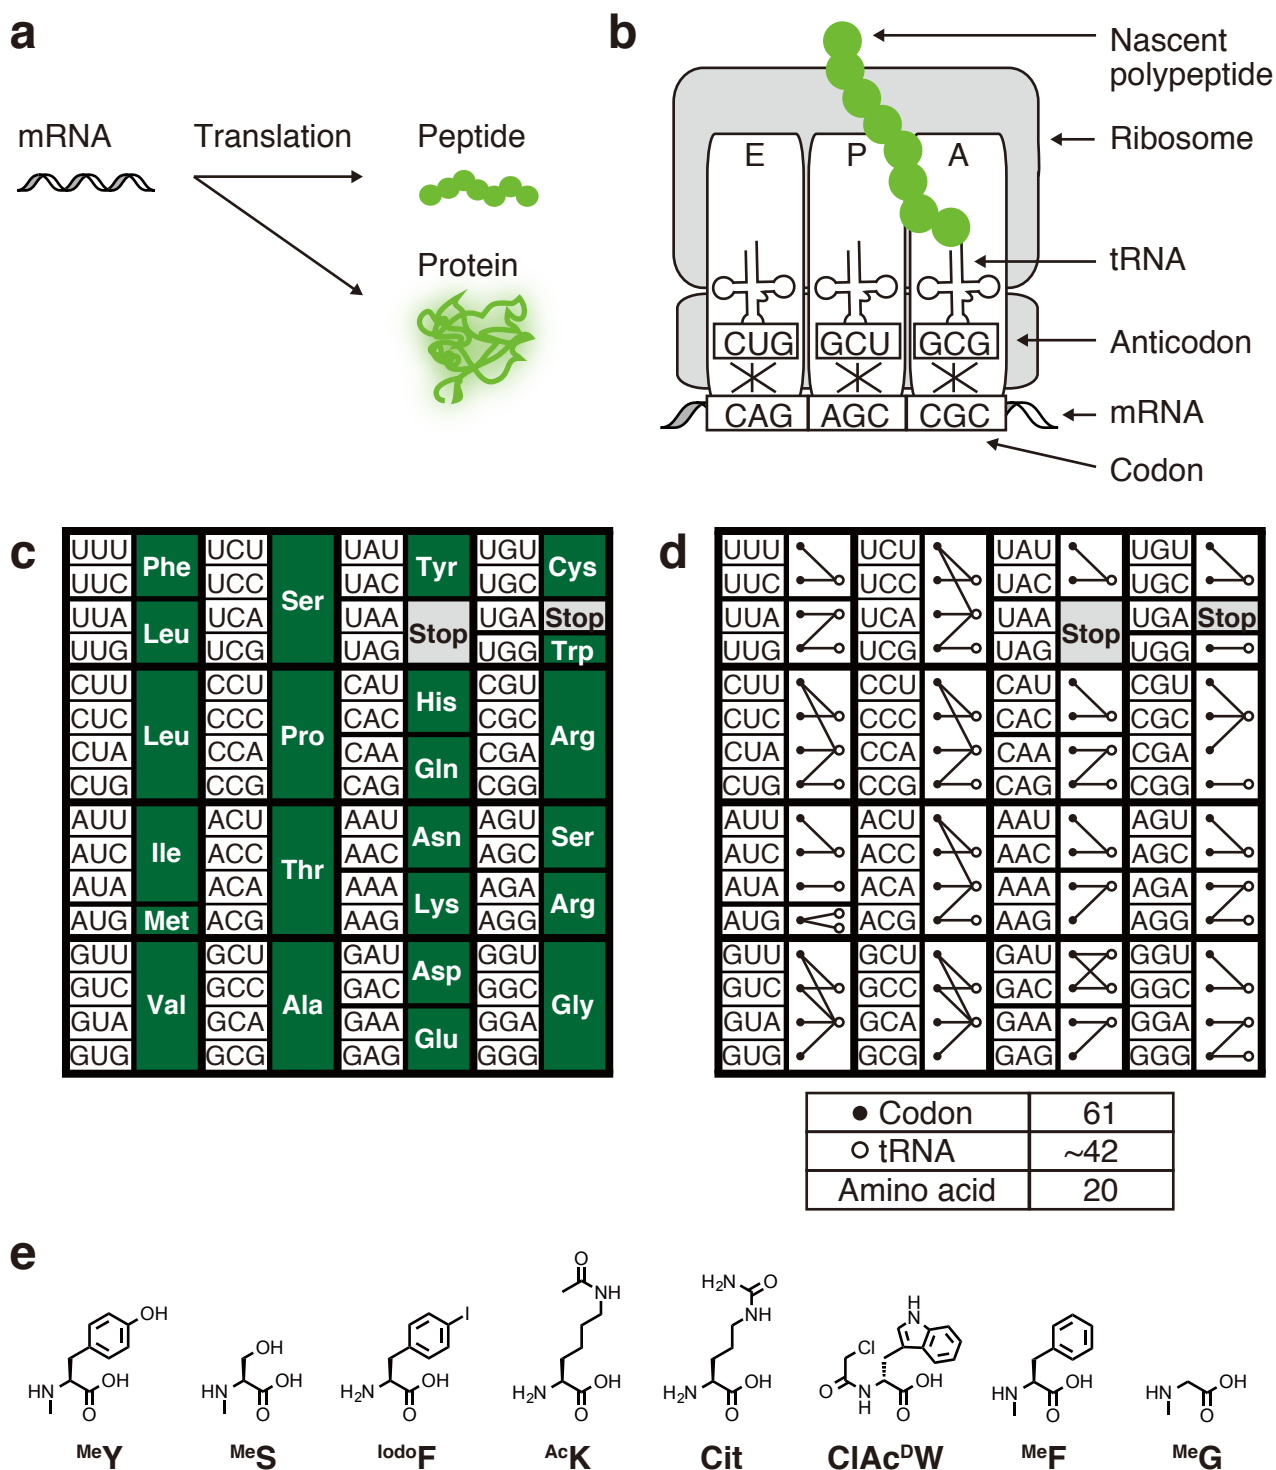 a
mRNA
Translation
Peptide
Protein
b
Nascent
polypeptide
Ribosome
E P A
tRNA
CUG GCU GCG
Anticodon
CAG AGC CGC
mRNA
Codon
c
UUU Phe UCU Ser UAU Tyr UGU Cys
UUC UCC UAC UGC
UUA Leu UCA UAA Stop UGA Stop
UUG UCG UAG UGG Trp
CUU Leu CCU Pro CAU His CGU Arg
CUC CCC CAC CGC
CUA CCA CAA Gln CGA
CUG CCG CAG CGG
AUU Ile ACU Thr AAU Asn AGU Ser
AUC ACC AAC AGC
AUA ACA AAA Lys AGA Arg
AUG Met ACG AAG AGG
GUU Val GCU Ala GAU Asp GGU Gly
GUC GCC GAC GGC
GUA GCA GAA Glu GGA
GUG GCG GAG GGG
d
UUU UCU UAU UGU
UUC UCC UAC UGC
UUA UCA UAA Stop UGA Stop
UUG UCG UAG UGG
CUU CCU CAU CGU
CUC CCC CAC CGC
CUA CCA CAA CGA
CUG CCG CAG CGG
AUU ACU AAU AGU
AUC ACC AAC AGC
AUA ACA AAA AGA
AUG ACG AAG AGG
GUU GCU GAU GGU
GUC GCC GAC GGC
GUA GCA GAA GGA
GUG GCG GAG GGG
● Codon 61
○ tRNA ~42
Amino acid 20
e
OH
HN OH
O
MeY
OH
HN OH
O
MeS
I
H₂N OH
O
IodoF
O
NH
H₂N OH
O
AcK
H₂N O
NH
H₂N OH
O
Cit
H
N
Cl
O N OH
H O
ClAcDW
HN OH
O
MeF
HN OH
O
MeG